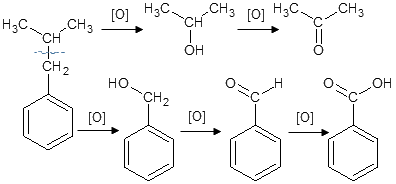 H₃C CH₃ [O] H₃C CH₃ [O] H₃C CH₃
CH CH C
CH₂ OH O
HO CH₂ O H O OH
C C
[O] [O] [O]